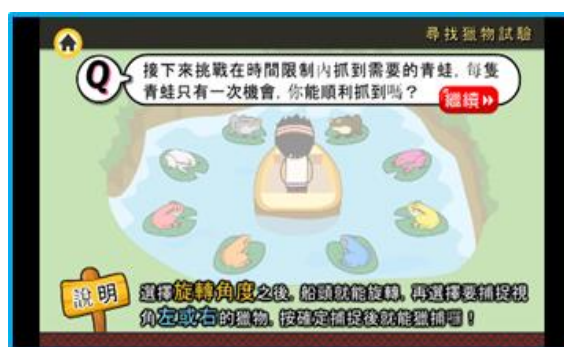 尋找獵物試驗
Q
接下來挑戰在時間限制內抓到需要的青蛙，每隻
青蛙只有一次機會，你能順利抓到嗎？
繼續
說明
選擇旋轉角度之後，船頭就能旋轉，再選擇要捕捉視
角左或右的獵物，按確定捕捉後就能獵捕囉！